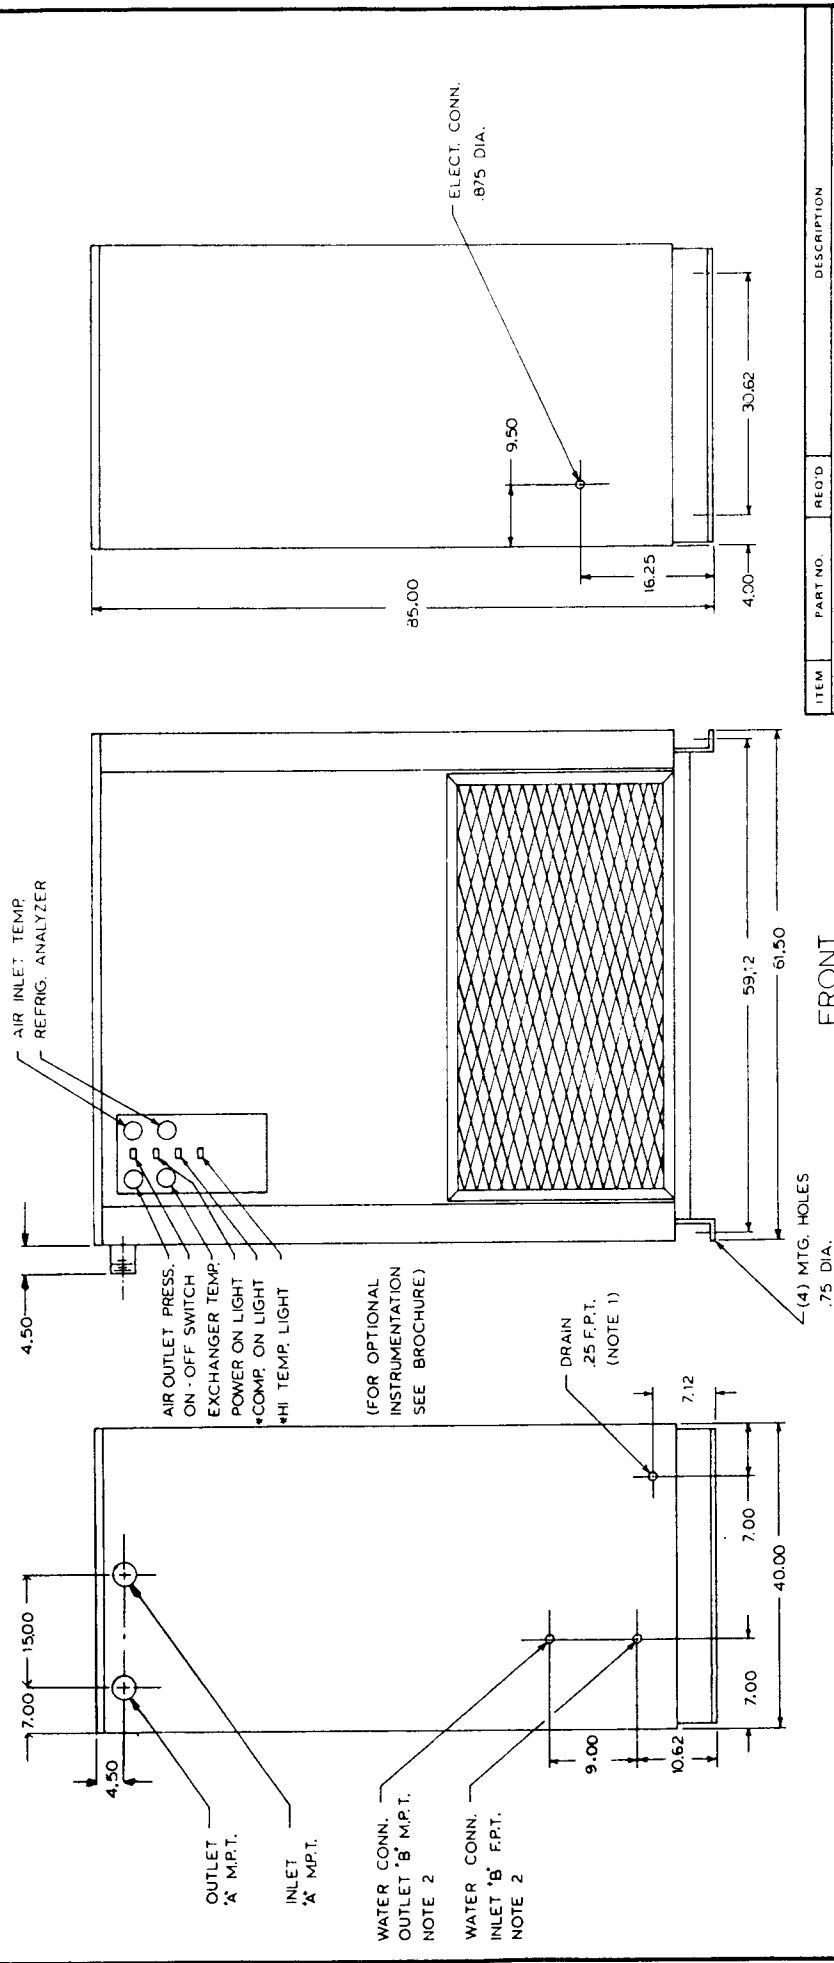 4.50
7.00
15.00
OUTLET
"A" M.P.T.
INLET
"A" M.P.T.
WATER CONN.
OUTLET "B" M.P.T.
NOTE 2
WATER CONN.
INLET "B" F.P.T.
NOTE 2
9.00
10.62
7.00
7.00
40.00
DRAIN
.25 F.P.T.
(NOTE 1)
7.12
4.50
AIR INLET TEMP.
REFRIG. ANALYZER
AIR OUTLET PRESS.
ON - OFF SWITCH
EXCHANGER TEMP.
POWER ON LIGHT
*COMP. ON LIGHT
*HI TEMP. LIGHT
(FOR OPTIONAL
INSTRUMENTATION
SEE BROCHURE)
(4) MTG. HOLES
.75 DIA.
59.12
61.50
FRONT
85.00
16.25
9.50
ELECT. CONN.
.875 DIA.
4.00
30.62
ITEM
PART NO.
REQ'D
DESCRIPTION